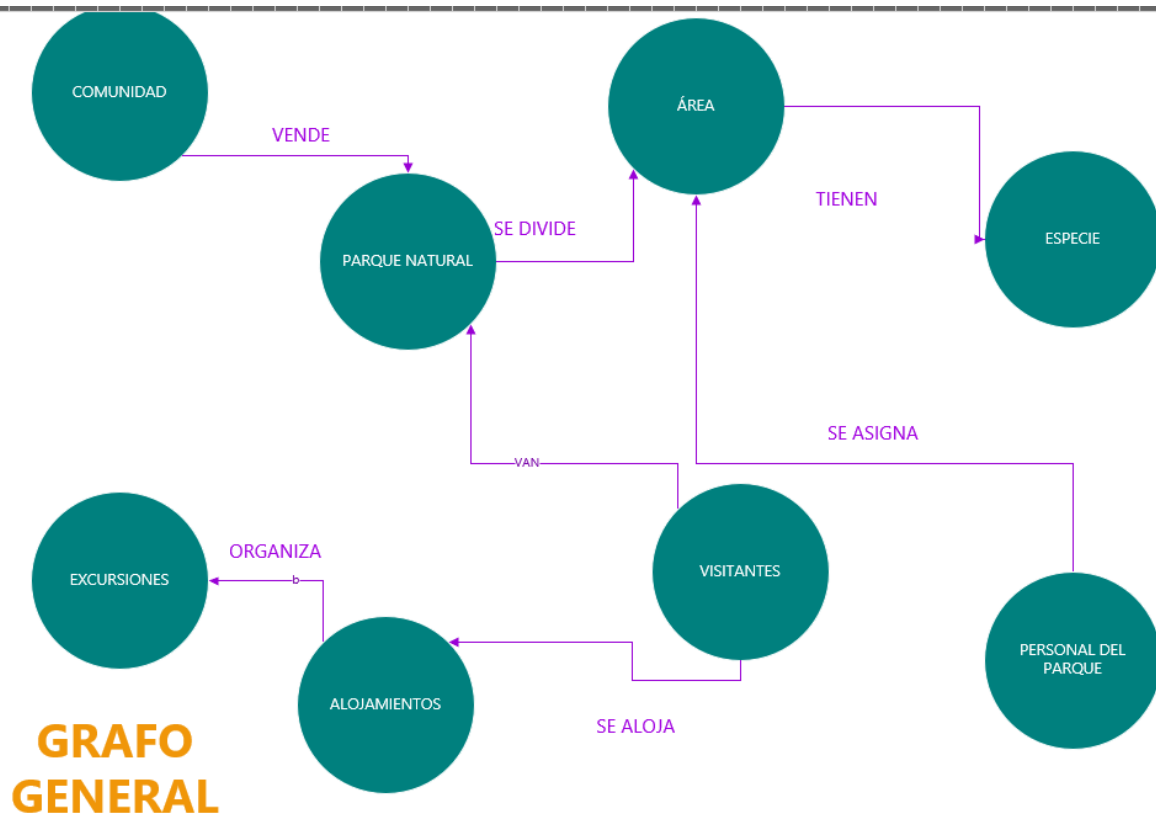 COMUNIDAD
VENDE
ÁREA
TIENEN
SE DIVIDE
PARQUE NATURAL
ESPECIE
SE ASIGNA
VAN
ORGANIZA
b
EXCURSIONES
VISITANTES
PERSONAL DEL
PARQUE
ALOJAMIENTOS
SE ALOJA
GRAFO
GENERAL